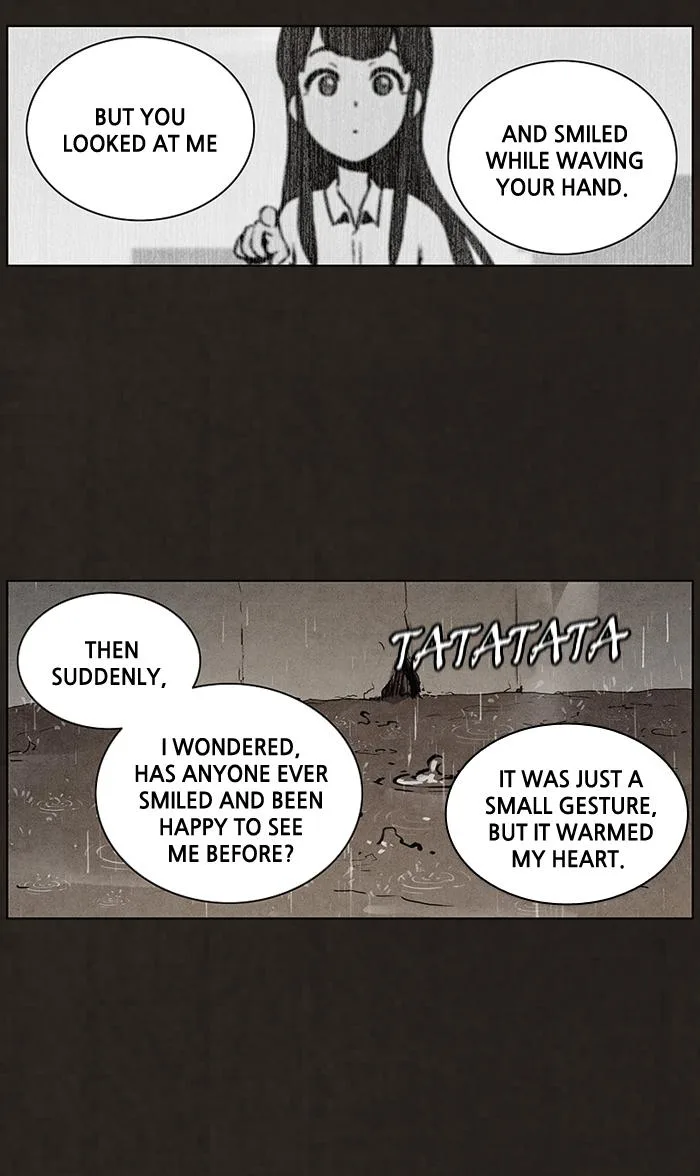 BUT YOU
LOOKED AT ME
AND SMILED
WHILE WAVING
YOUR HAND.
THEN
SUDDENLY,
TATATATA
I WONDERED,
HAS ANYONE EVER
SMILED AND BEEN
HAPPY TO SEE
ME BEFORE?
IT WAS JUST A
SMALL GESTURE,
BUT IT WARMED
MY HEART.